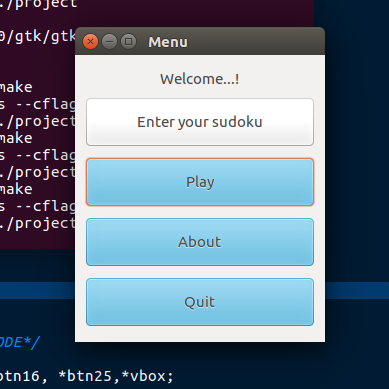 ./project
0/gtk/gtk
make
s --cflag
./project
make
s --cflag
./project
make
s --cflag
./project
Menu
Welcome...!
Enter your sudoku
Play
About
Quit
ODE*/
btn16, *btn25,*vbox;